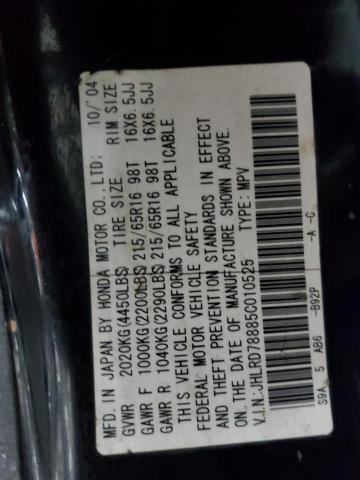 MFD. IN JAPAN BY HONDA MOTOR CO.,LTD: 10/'04
GVWR 2020KG(4450LBS) TIRE SIZE RIM SIZE
GAWR F 1000KG(2200LBS) 215/65R16 98T 16X6.5JJ
GAWR R 1040KG(2290LBS) 215/65R16 98T 16X6.5JJ
THIS VEHICLE CONFORMS TO ALL APPLICABLE
FEDERAL MOTOR VEHICLE SAFETY
AND THEFT PREVENTION STANDARDS IN EFFECT
ON THE DATE OF MANUFACTURE SHOWN ABOVE.
V.I.N:JHLRD78885C010525 TYPE: MPV
S9A 5 AB6 -B92P -A -C